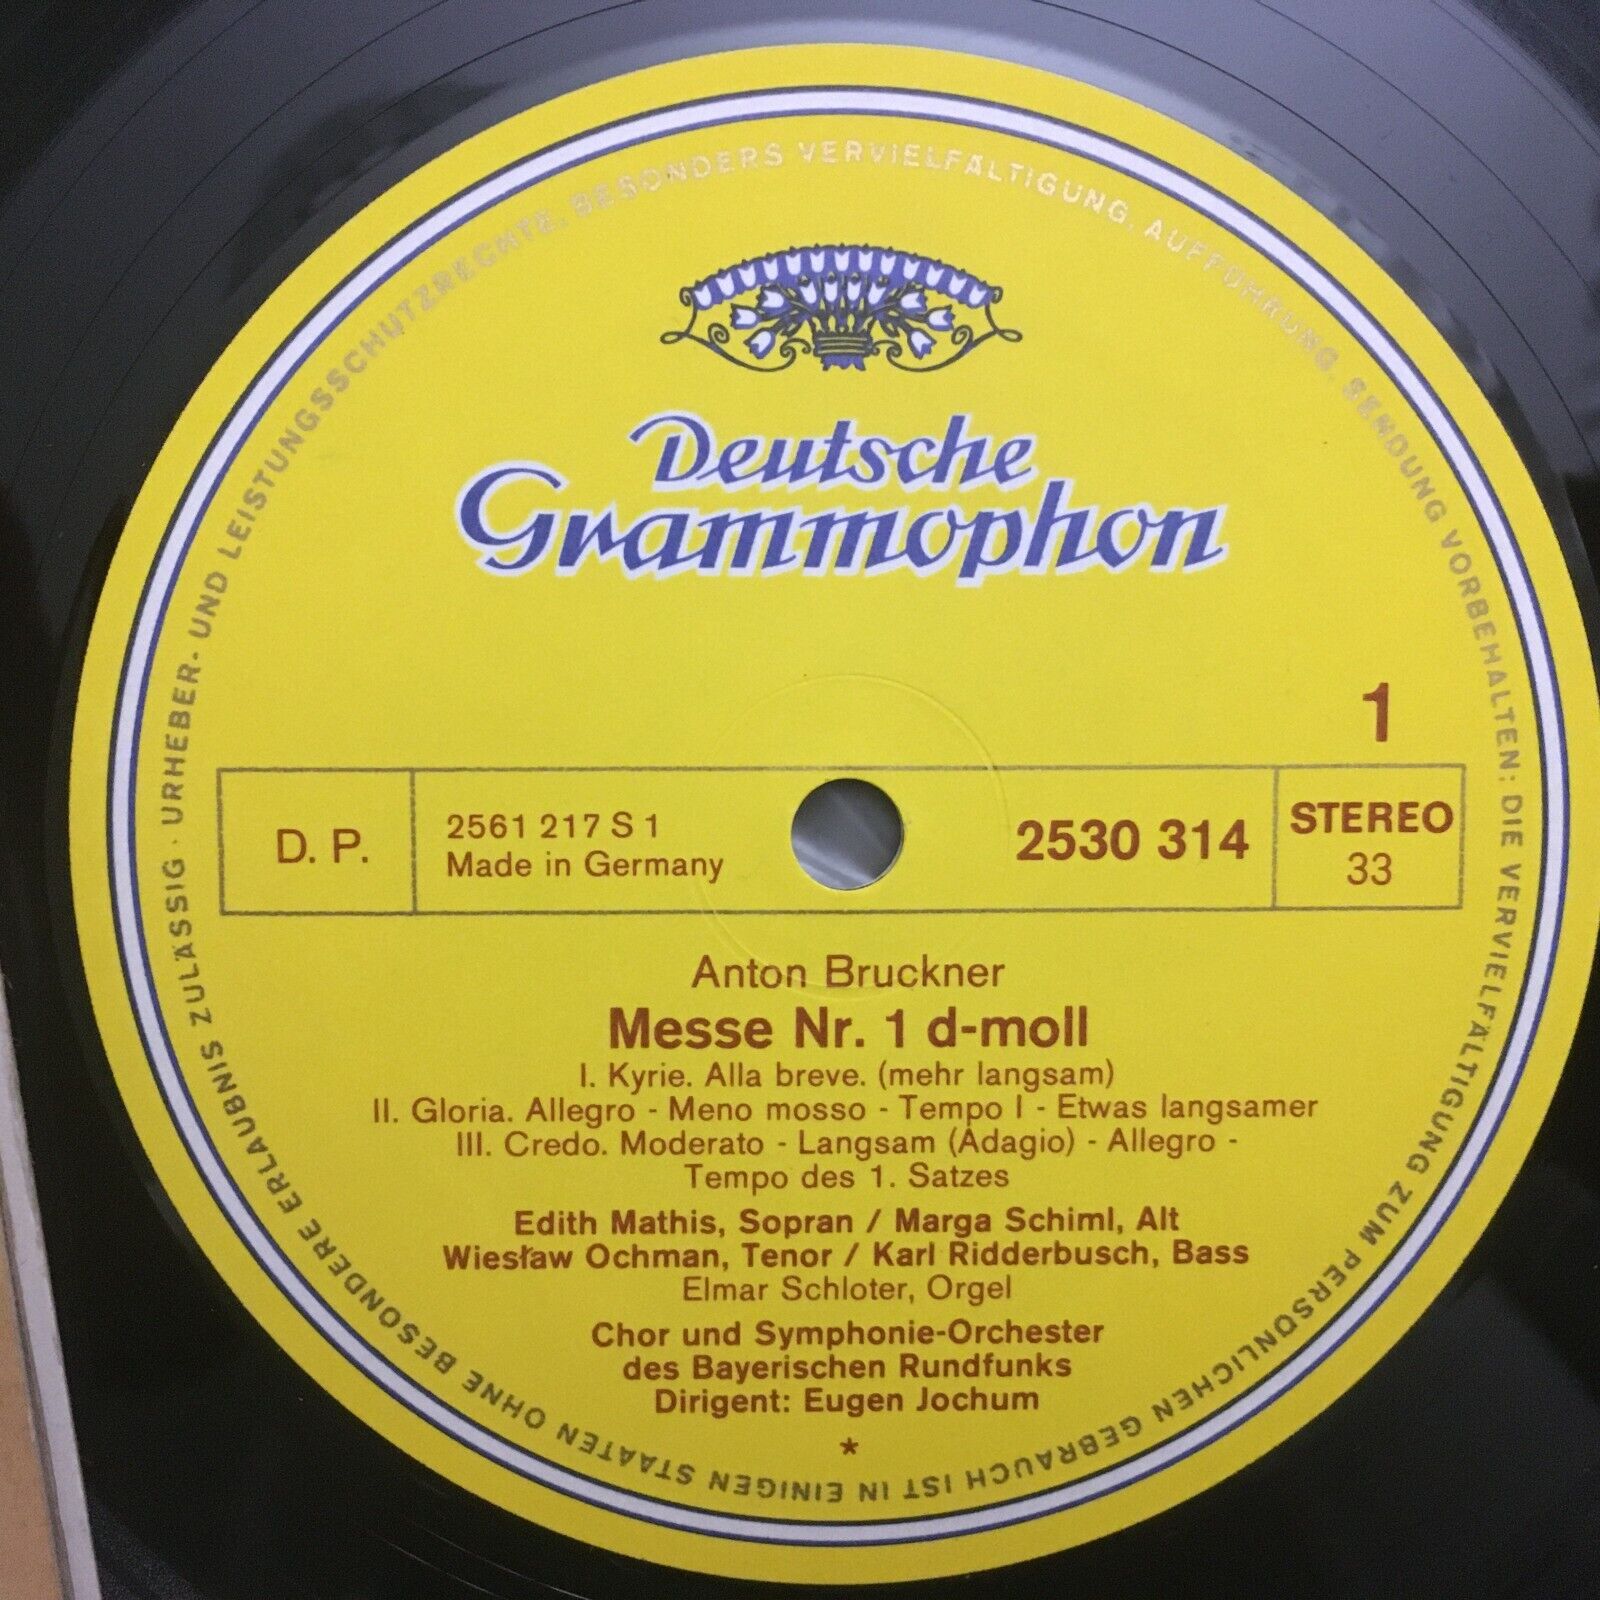 URHEBER- UND LEISTUNGSSCHUTZRECHTE, BESONDERS VERVIELFÄLTIGUNG, AUFFÜHRUNG, SENDUNG VORBEHALTEN: DIE VERVIELFÄLTIGUNG ZUM PERSÖNLICHEN GEBRAUCH IST IN EINIGEN STAATEN OHNE BESONDERE ERLAUBNIS ZULÄSSIG ·
Deutsche
Grammophon
1
D. P.
2561 217 S 1
Made in Germany
2530 314
STEREO
33
Anton Bruckner
Messe Nr. 1 d-moll
I. Kyrie. Alla breve. (mehr langsam)
II. Gloria. Allegro - Meno mosso - Tempo I - Etwas langsamer
III. Credo. Moderato - Langsam (Adagio) - Allegro -
Tempo des 1. Satzes
Edith Mathis, Sopran / Marga Schiml, Alt
Wiesław Ochman, Tenor / Karl Ridderbusch, Bass
Elmar Schloter, Orgel
Chor und Symphonie-Orchester
des Bayerischen Rundfunks
Dirigent: Eugen Jochum
*